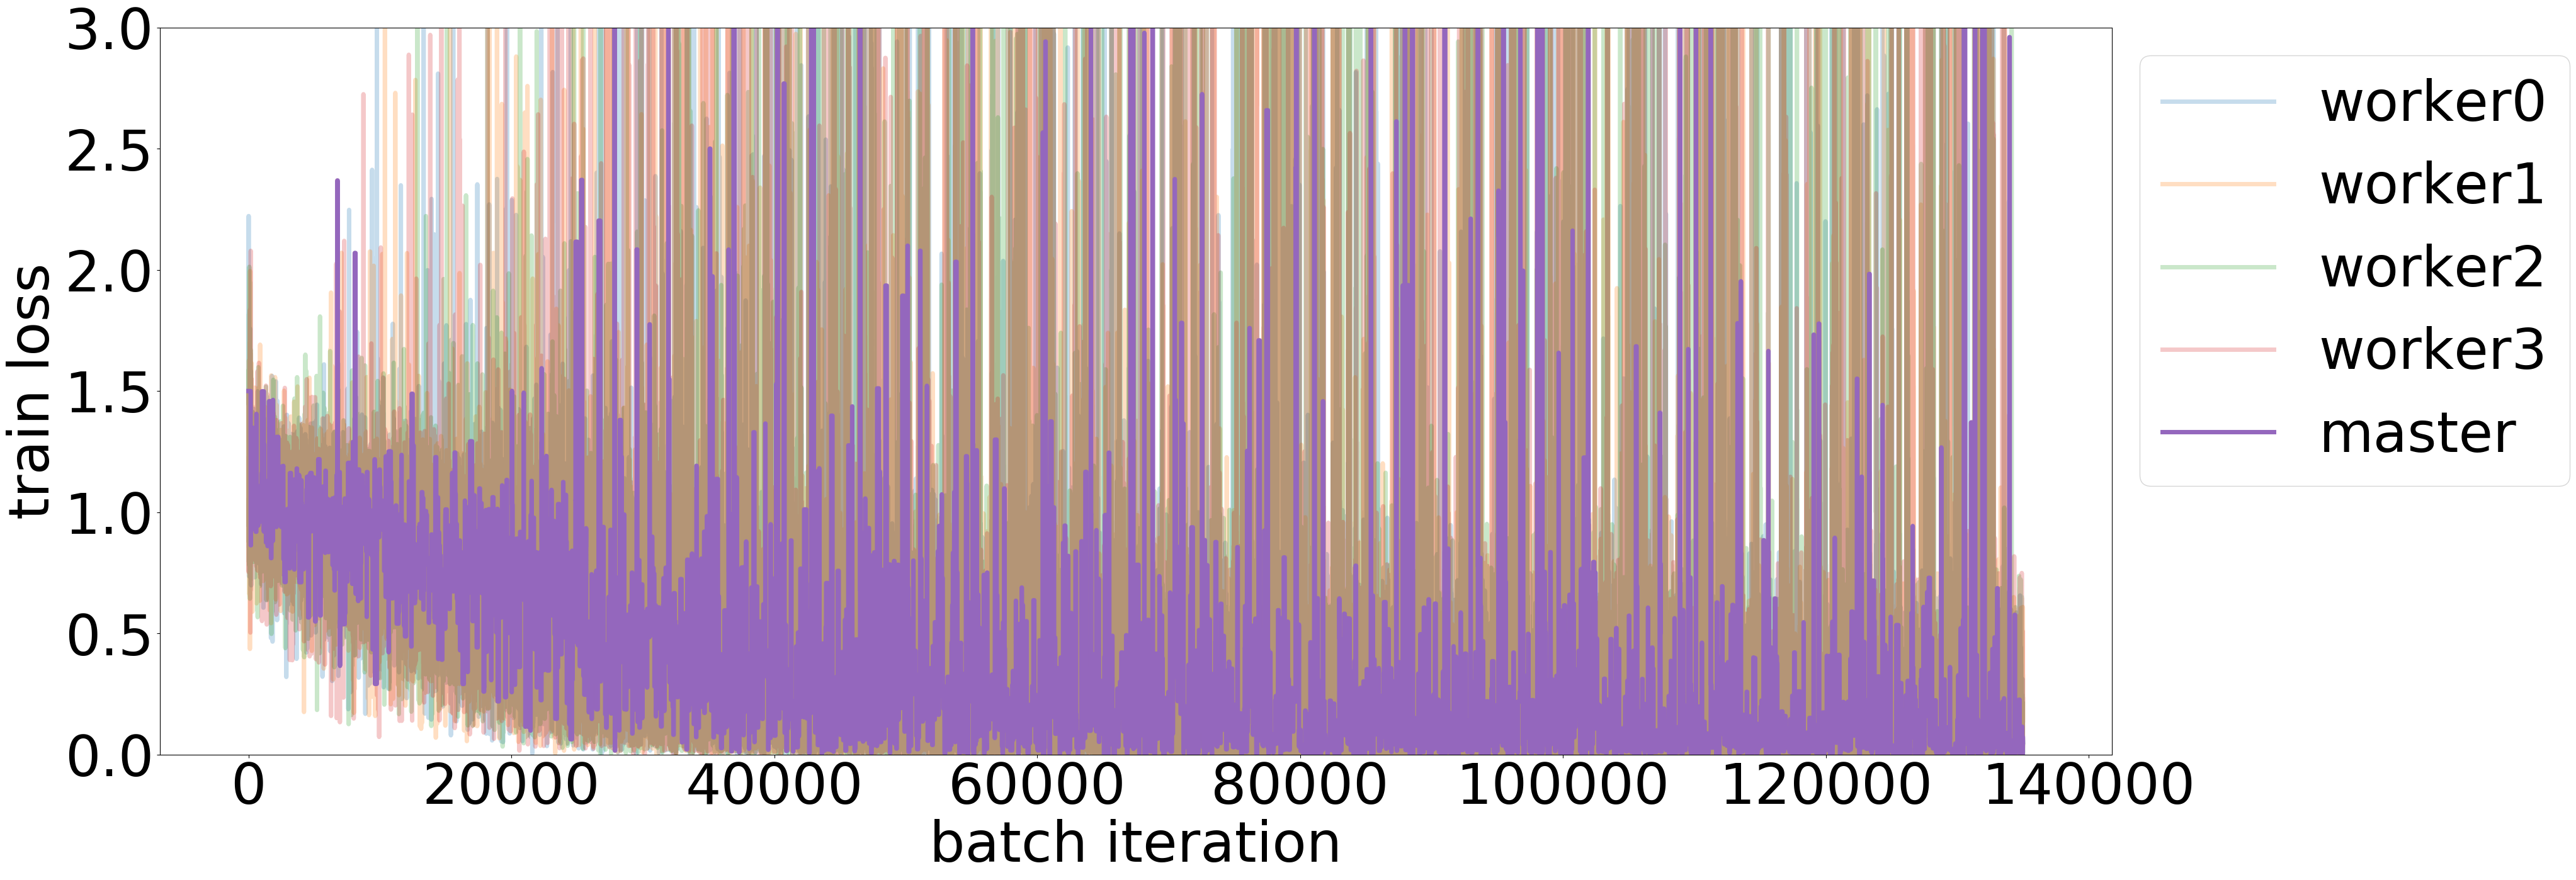 train loss
3.0
2.5
2.0
1.5
1.0
0.5
0.0
0 20000 40000 60000 80000 100000 120000 140000
batch iteration
worker0
worker1
worker2
worker3
master